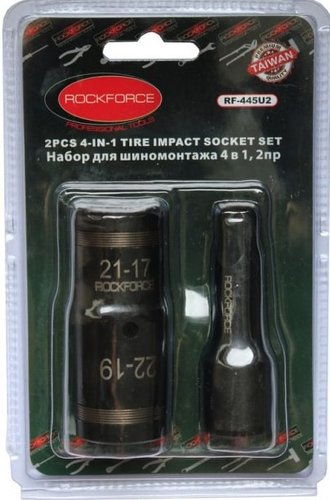 ROCKFORCE
PROFESSIONAL TOOLS
PREMIUM
TAIWAN
RF-445U2
2PCS 4-IN-1 TIRE IMPACT SOCKET SET
Набор для шиномонтажа 4 в 1, 2пр
21-17
ROCKFORCE
22-19
ROCKFORCE